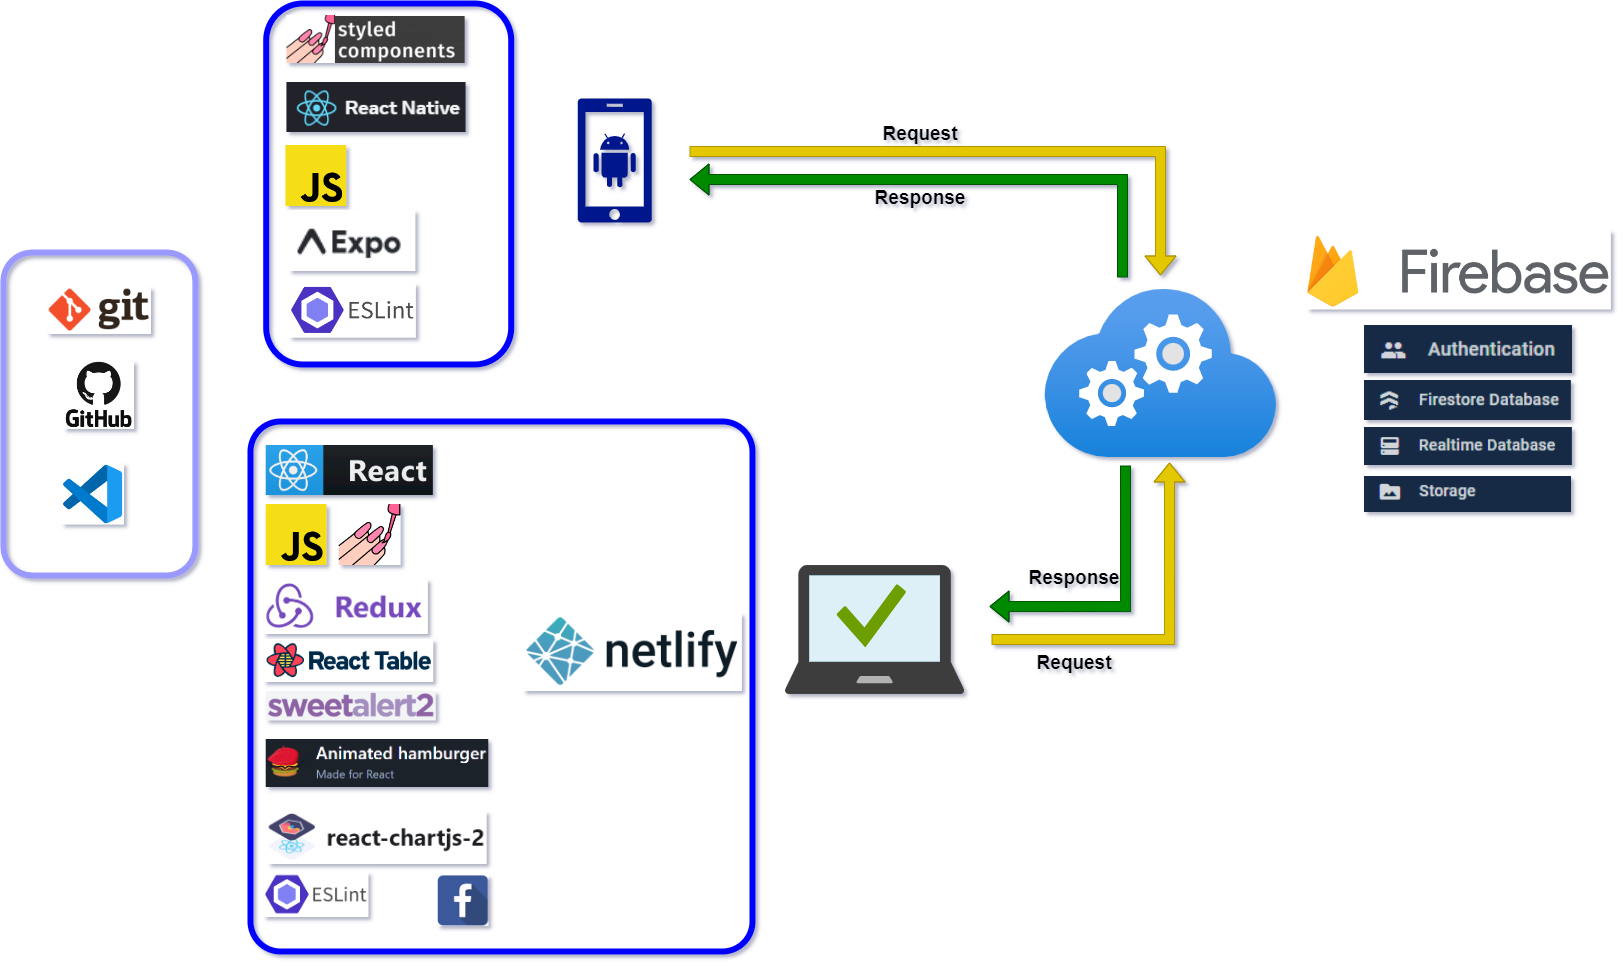 styled
components
React Native
JS
Expo
ESLint
git
GitHub
Request
Response
Firebase
Authentication
Firestore Database
Realtime Database
Storage
React
JS
Redux
React Table
sweetalert2
Animated hamburger
Made for React
react-chartjs-2
ESLint
f
netlify
Response
Request